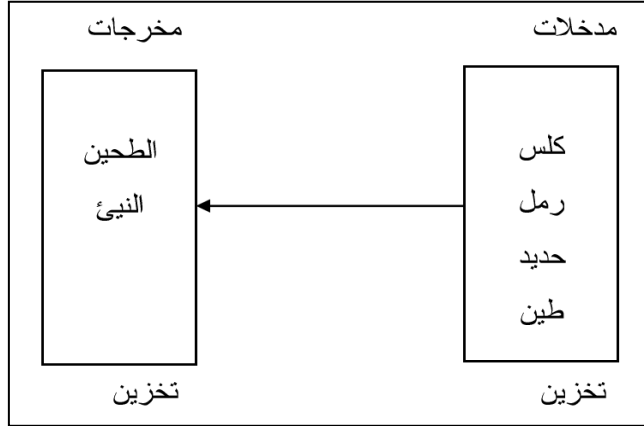 مدخلات
كلس
رمل
حديد
طين
تخزين
مخرجات
الطحين
النيئ
تخزين